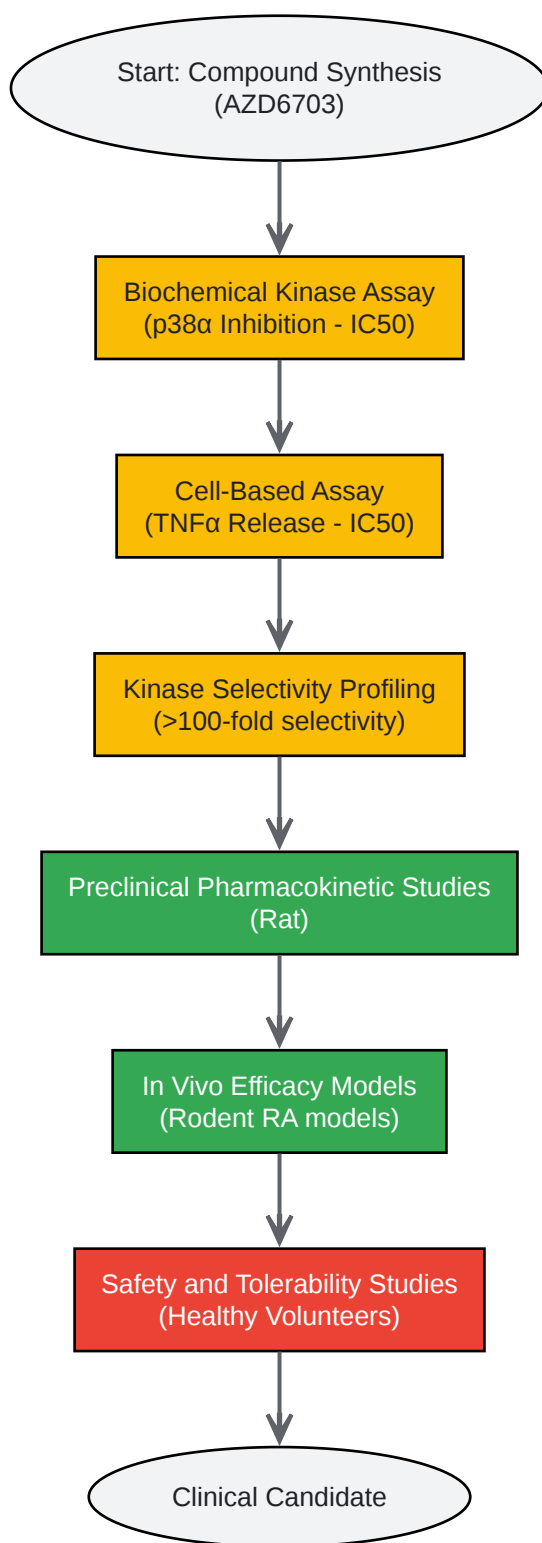 Start: Compound Synthesis
(AZD6703)
Biochemical Kinase Assay
(p38α Inhibition - IC50)
Cell-Based Assay
(TNFα Release - IC50)
Kinase Selectivity Profiling
(>100-fold selectivity)
Preclinical Pharmacokinetic Studies
(Rat)
In Vivo Efficacy Models
(Rodent RA models)
Safety and Tolerability Studies
(Healthy Volunteers)
Clinical Candidate